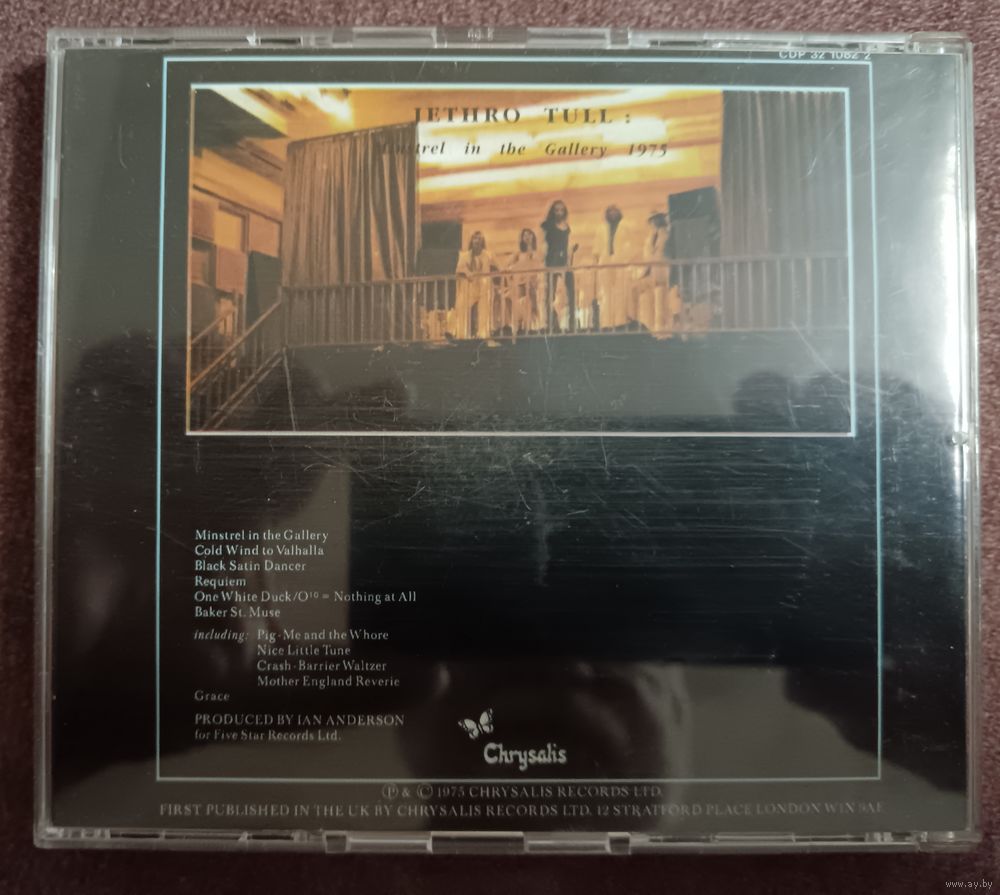 CDP 32 1082 2
JETHRO TULL :
Minstrel in the Gallery 1975
Minstrel in the Gallery
Cold Wind to Valhalla
Black Satin Dancer
Requiem
One White Duck/O¹⁰ = Nothing at All
Baker St. Muse
including: Pig-Me and the Whore
Nice Little Tune
Crash-Barrier Waltzer
Mother England Reverie
Grace
PRODUCED BY IAN ANDERSON
for Five Star Records Ltd.
Chrysalis
Ⓟ & © 1975 CHRYSALIS RECORDS LTD.
FIRST PUBLISHED IN THE UK BY CHRYSALIS RECORDS LTD. 12 STRATFORD PLACE LONDON W1N 9AE
www.ay.by